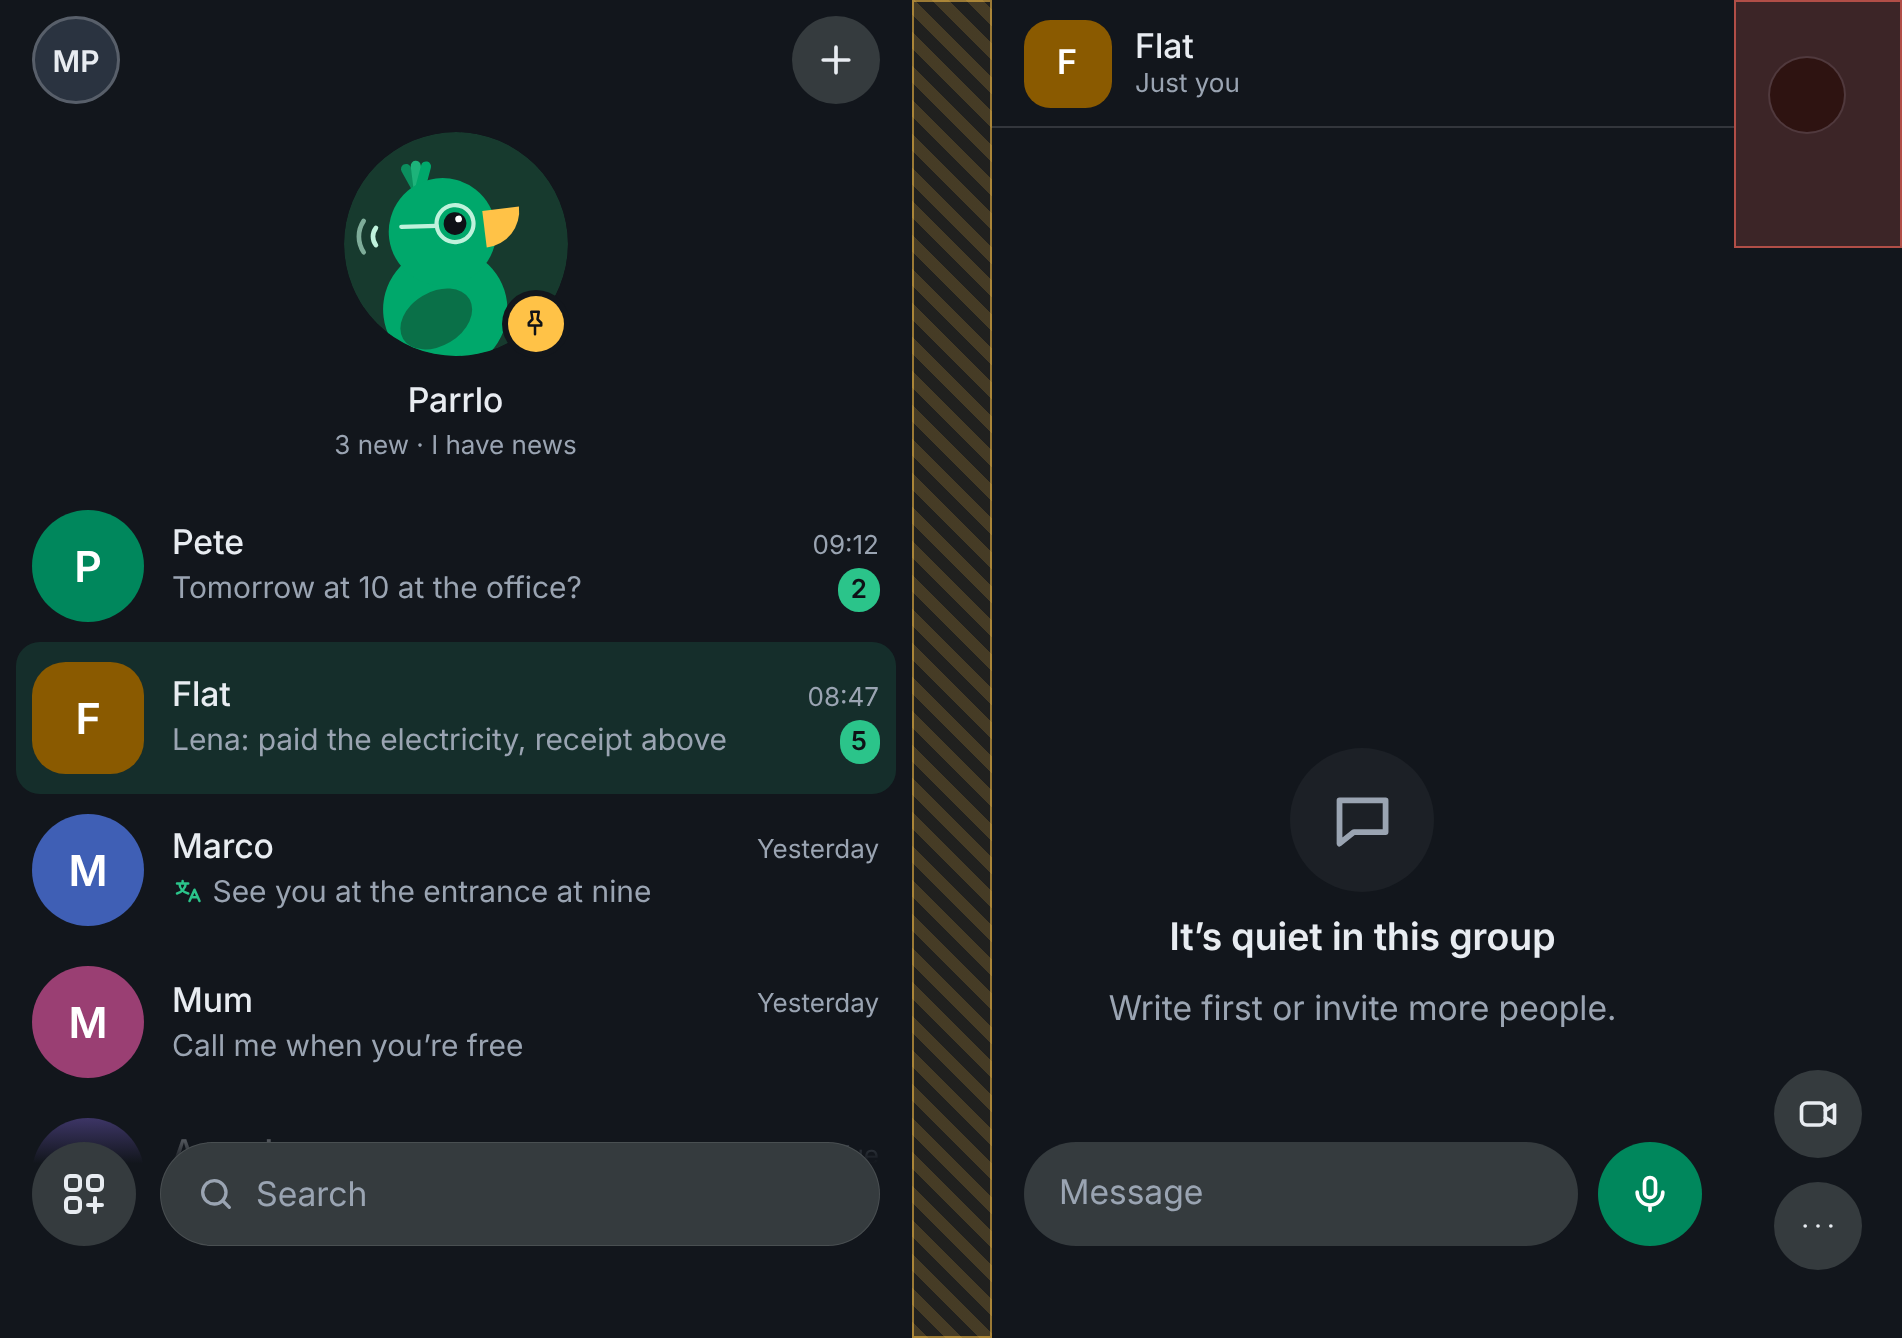 MP
Parrlo
3 new · I have news
P
Pete
09:12
Tomorrow at 10 at the office?
2
F
Flat
08:47
Lena: paid the electricity, receipt above
5
M
Marco
Yesterday
See you at the entrance at nine
M
Mum
Yesterday
Call me when you’re free
Search
F
Flat
Just you
It’s quiet in this group
Write first or invite more people.
Message